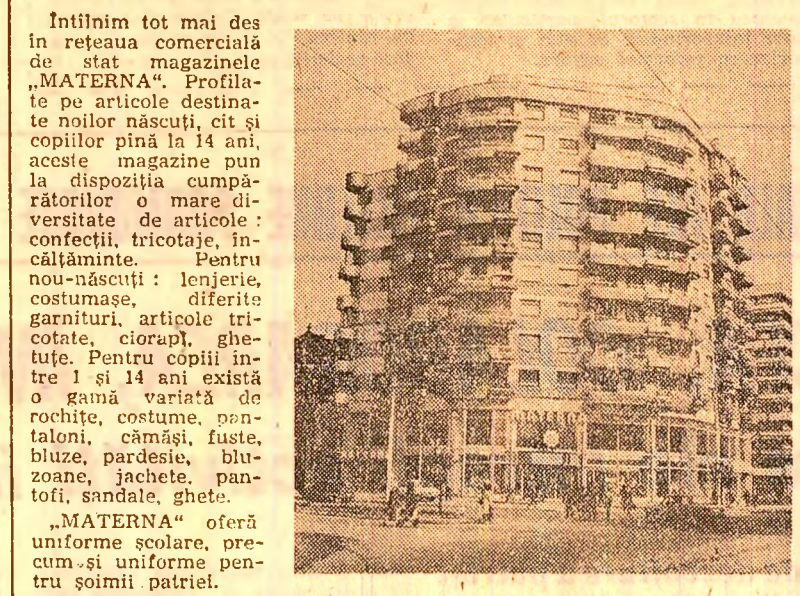 Întîlnim tot mai des
în rețeaua comercială
de stat magazinele
„MATERNA“. Profila-
te pe articole destina-
te noilor născuți, cit și
copiilor pînă la 14 ani,
aceste magazine pun
la dispoziția cumpă-
rătorilor o mare di-
versitate de articole :
confecții, tricotaje, în-
călțăminte. Pentru
nou-născuți : lenjerie,
costumașe, diferite
garnituri, articole tri-
cotate, ciorapi, ghe-
tuțe. Pentru copiii în-
tre 1 și 14 ani există
o gamă variată de
rochițe, costume, pan-
taloni, cămăși, fuste,
bluze, pardesie, blu-
zoane, jachete, pan-
tofi, sandale, ghete.
„MATERNA“ oferă
uniforme școlare, pre-
cum și uniforme pen-
tru șoimii patriei.